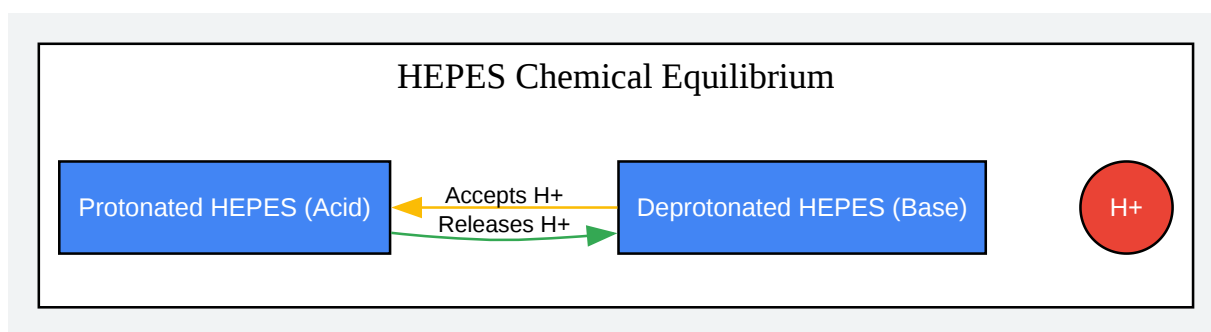 HEPES Chemical Equilibrium
Protonated HEPES (Acid)
Accepts H+
Releases H+
Deprotonated HEPES (Base)
H+